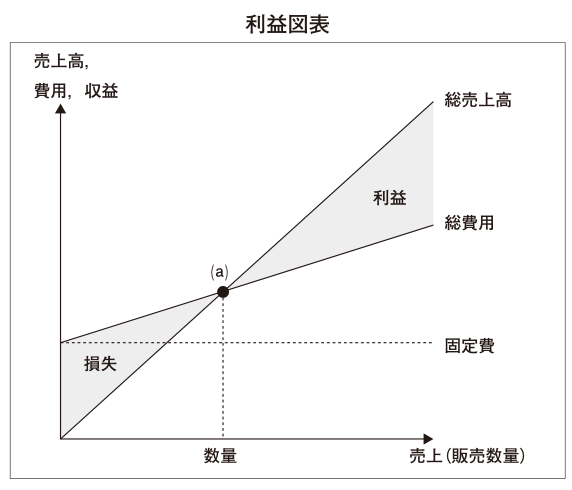 利益図表
売上高，
費用，収益
総売上高
利益
総費用
(a)
固定費
損失
数量
売上（販売数量）